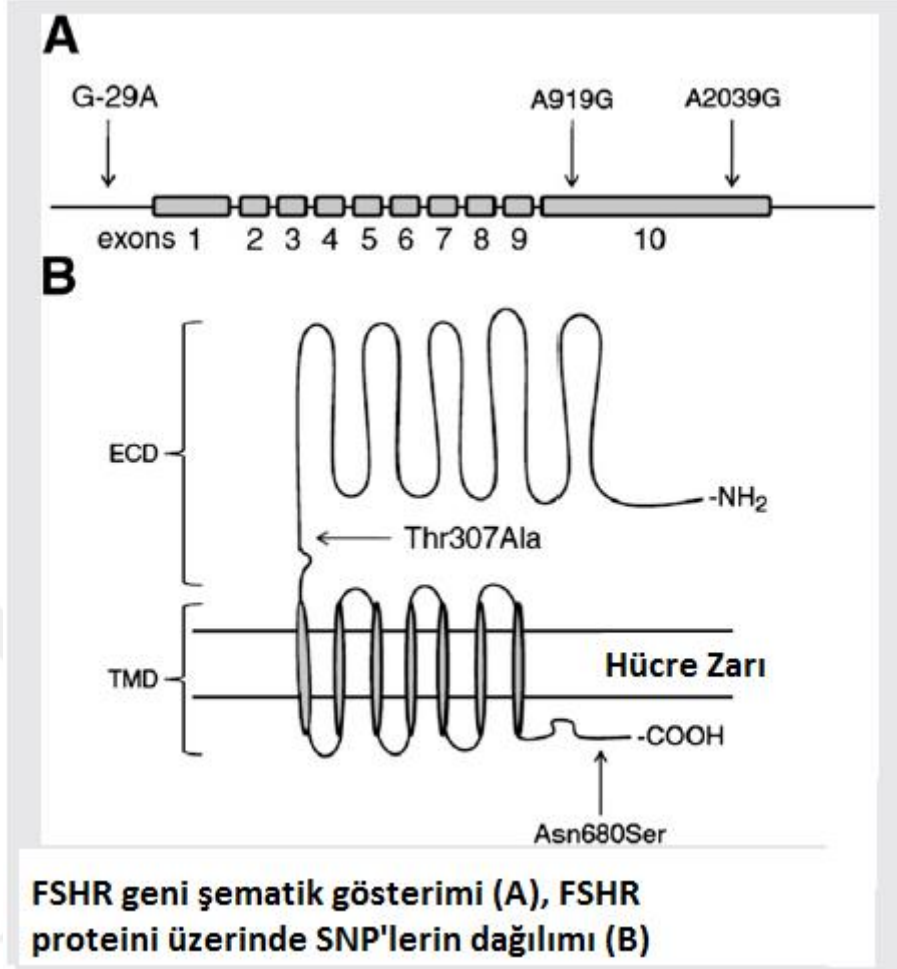 A
G-29A A919G A2039G
exons 1 2 3 4 5 6 7 8 9 10
B
ECD
-NH2
Thr307Ala
TMD
Hücre Zarı
-COOH
Asn680Ser
FSHR geni şematik gösterimi (A), FSHR
proteini üzerinde SNP'lerin dağılımı (B)